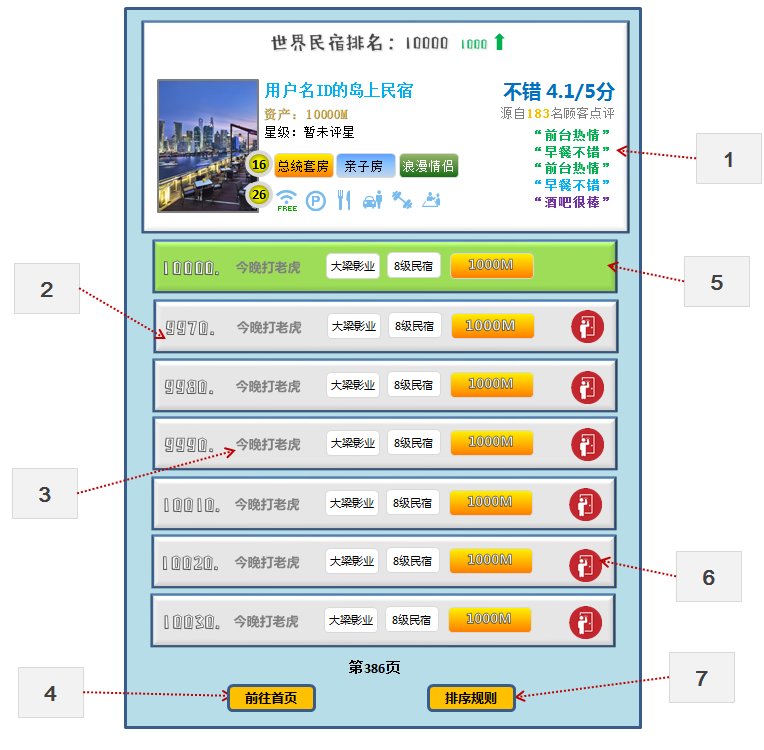 世界民宿排名：10000 1000
用户名ID的岛上民宿
资产：10000M
星级：暂未评星
不错 4.1/5分
源自183名顾客点评
“前台热情”
“早餐不错”
“前台热情”
“早餐不错”
“酒吧很棒”
16 总统套房 亲子房 浪漫情侣
26 FREE P
1
10000. 今晚打老虎 大梁影业 8级民宿 1000M
5
2
9970. 今晚打老虎 大梁影业 8级民宿 1000M
9980. 今晚打老虎 大梁影业 8级民宿 1000M
9990. 今晚打老虎 大梁影业 8级民宿 1000M
3
10010. 今晚打老虎 大梁影业 8级民宿 1000M
10020. 今晚打老虎 大梁影业 8级民宿 1000M
6
10030. 今晚打老虎 大梁影业 8级民宿 1000M
第386页
4
前往首页
排序规则
7